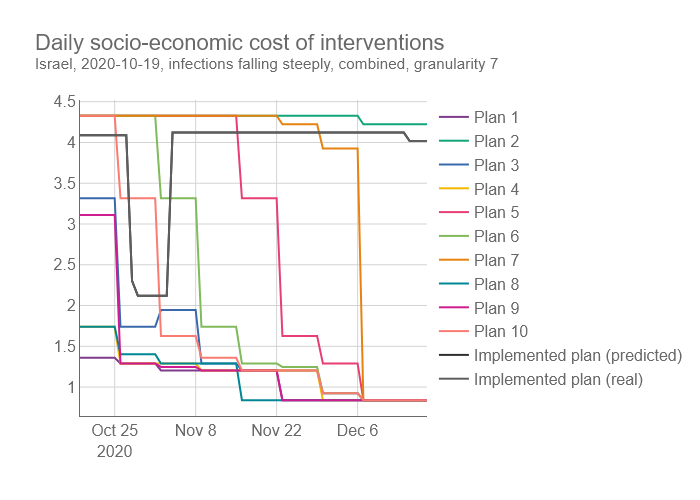 Daily socio-economic cost of interventions
Israel, 2020-10-19, infections falling steeply, combined, granularity 7
4.5
4
3.5
3
2.5
2
1.5
1
Oct 25
2020
Nov 8
Nov 22
Dec 6
Plan 1
Plan 2
Plan 3
Plan 4
Plan 5
Plan 6
Plan 7
Plan 8
Plan 9
Plan 10
Implemented plan (predicted)
Implemented plan (real)